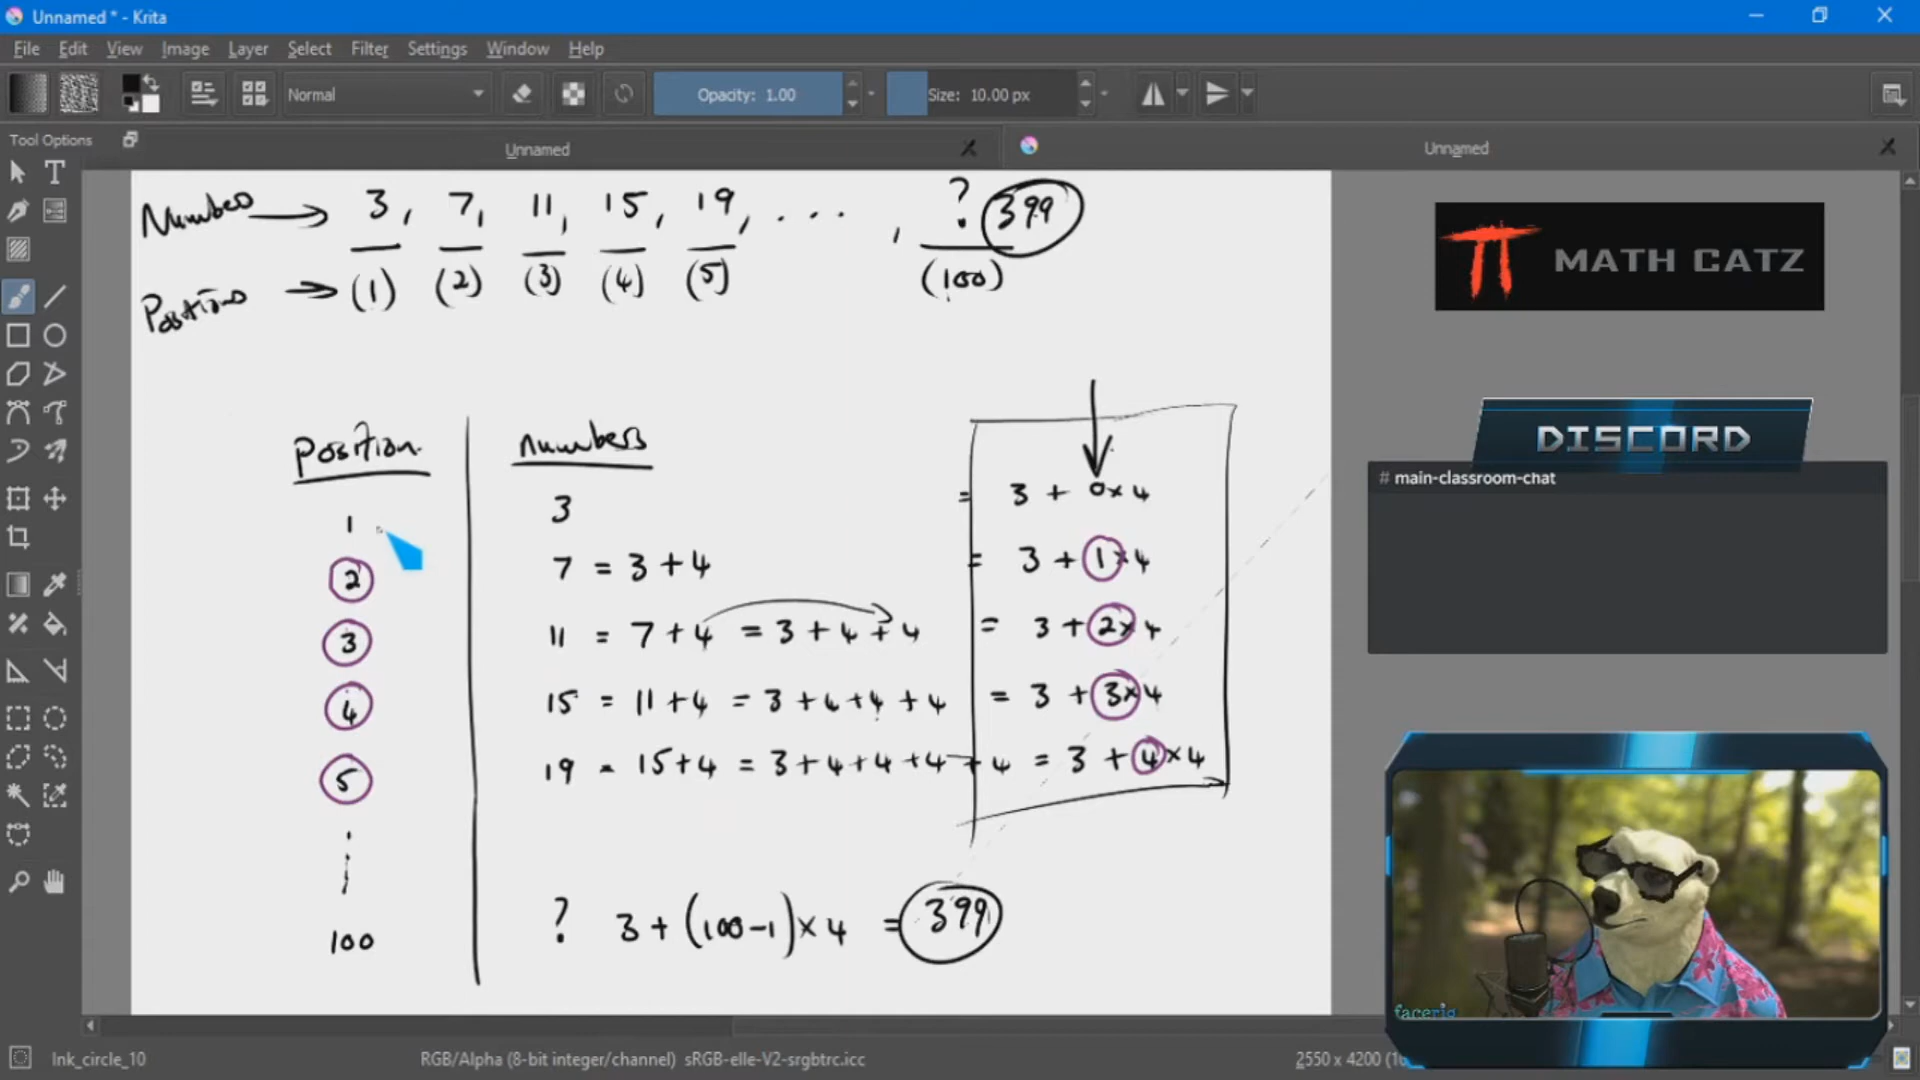 Unnamed * - Krita
File Edit View Image Layer Select Filter Settings Window Help
Normal Opacity: 1.00 Size: 10.00 px
Tool Options
Unnamed Unnamed
Number → 3, 7, 11, 15, 19, . . . , ? 399
Positions → (1) (2) (3) (4) (5) (100)
MATH CATZ
DISCORD
# main-classroom-chat
Position Numbers
1 3 = 3 + 0×4
2 7 = 3 + 4 = 3 + 1×4
3 11 = 7 + 4 = 3 + 4 + 4 = 3 + 2×4
4 15 = 11 + 4 = 3 + 4 + 4 + 4 = 3 + 3×4
5 19 = 15 + 4 = 3 + 4 + 4 + 4 + 4 = 3 + 4×4
100 ? 3 + (100-1) × 4 = 399
facerig
Ink_circle_10 RGB/Alpha (8-bit integer/channel) sRGB-elle-V2-srgbtrc.icc 2550 x 4200